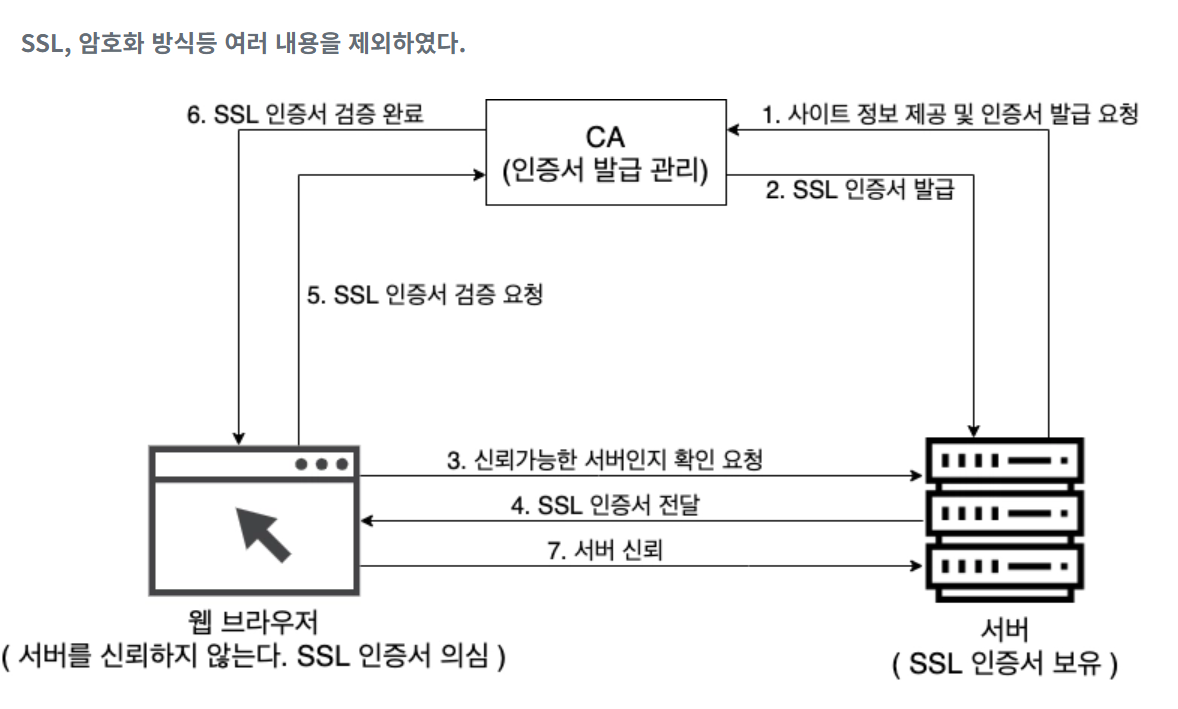 SSL, 암호화 방식등 여러 내용을 제외하였다.
6. SSL 인증서 검증 완료
CA
(인증서 발급 관리)
1. 사이트 정보 제공 및 인증서 발급 요청
2. SSL 인증서 발급
5. SSL 인증서 검증 요청
3. 신뢰가능한 서버인지 확인 요청
4. SSL 인증서 전달
7. 서버 신뢰
웹 브라우저
( 서버를 신뢰하지 않는다. SSL 인증서 의심 )
서버
( SSL 인증서 보유 )